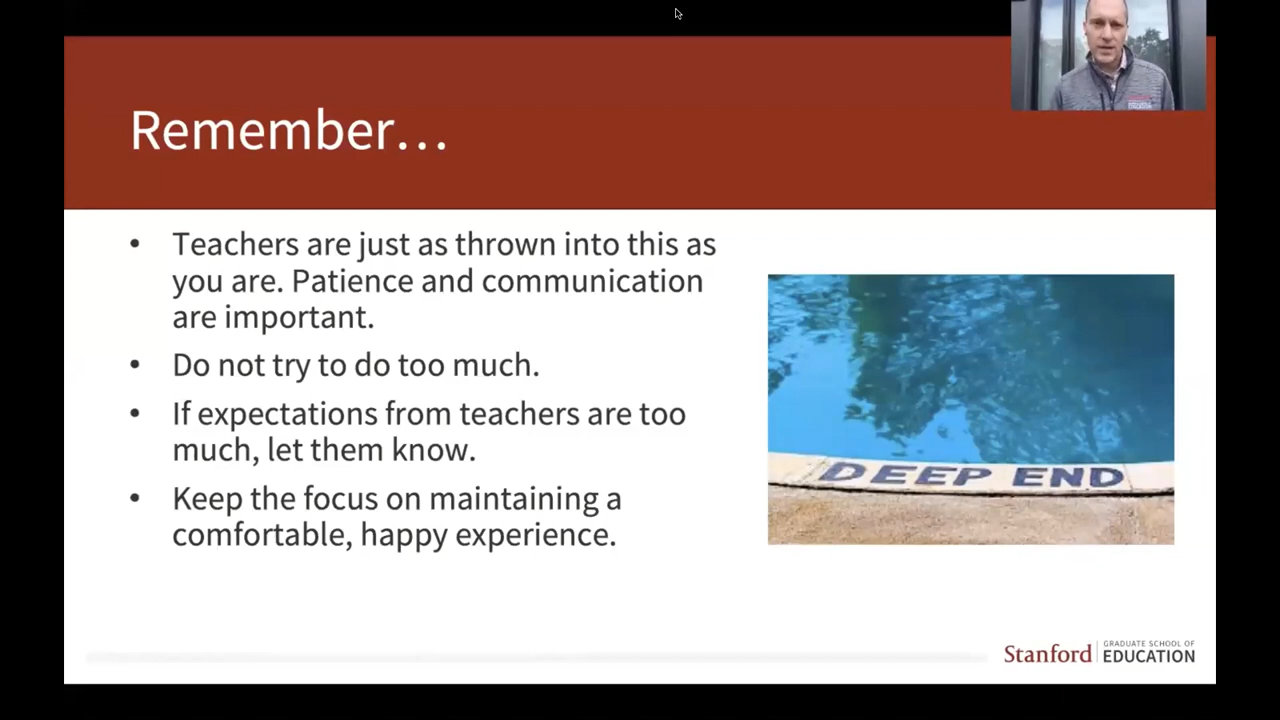 Remember…
• Teachers are just as thrown into this as
you are. Patience and communication
are important.
• Do not try to do too much.
• If expectations from teachers are too
much, let them know.
• Keep the focus on maintaining a
comfortable, happy experience.
DEEP END
Stanford
GRADUATE SCHOOL OF
EDUCATION